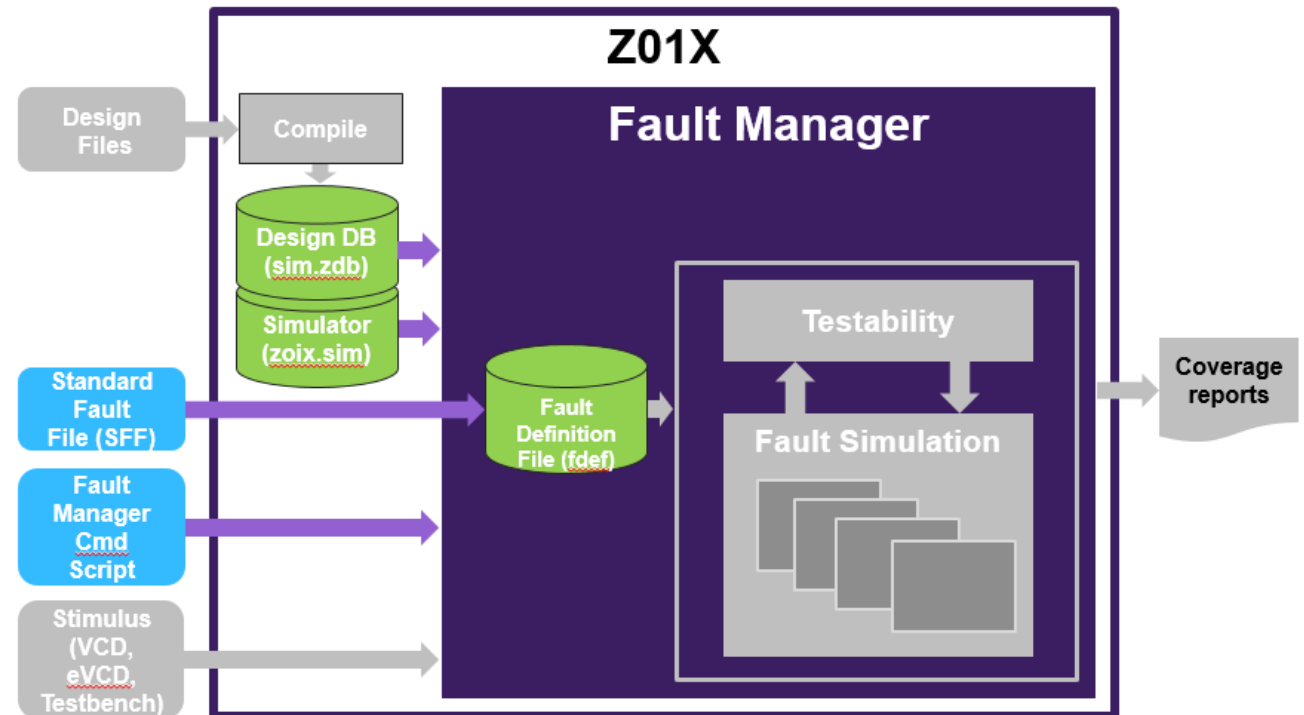 Z01X
Fault Manager
Design
Files
Compile
Design DB
(sim.zdb)
Simulator
(zoix.sim)
Standard
Fault
File (SFF)
Fault
Definition
File (fdef)
Testability
Fault Simulation
Coverage
reports
Fault
Manager
Cmd
Script
Stimulus
(VCD,
eVCD,
Testbench)